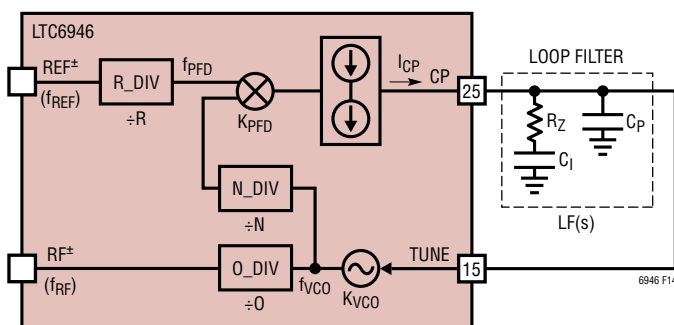 LTC6946
REF±
(fREF)
R_DIV
÷R
fPFD
KPFD
ICP
CP
25
LOOP FILTER
RZ
CI
CP
LF(s)
N_DIV
÷N
RF±
(fRF)
O_DIV
÷O
fVCO
KVCO
TUNE
15
6946 F14